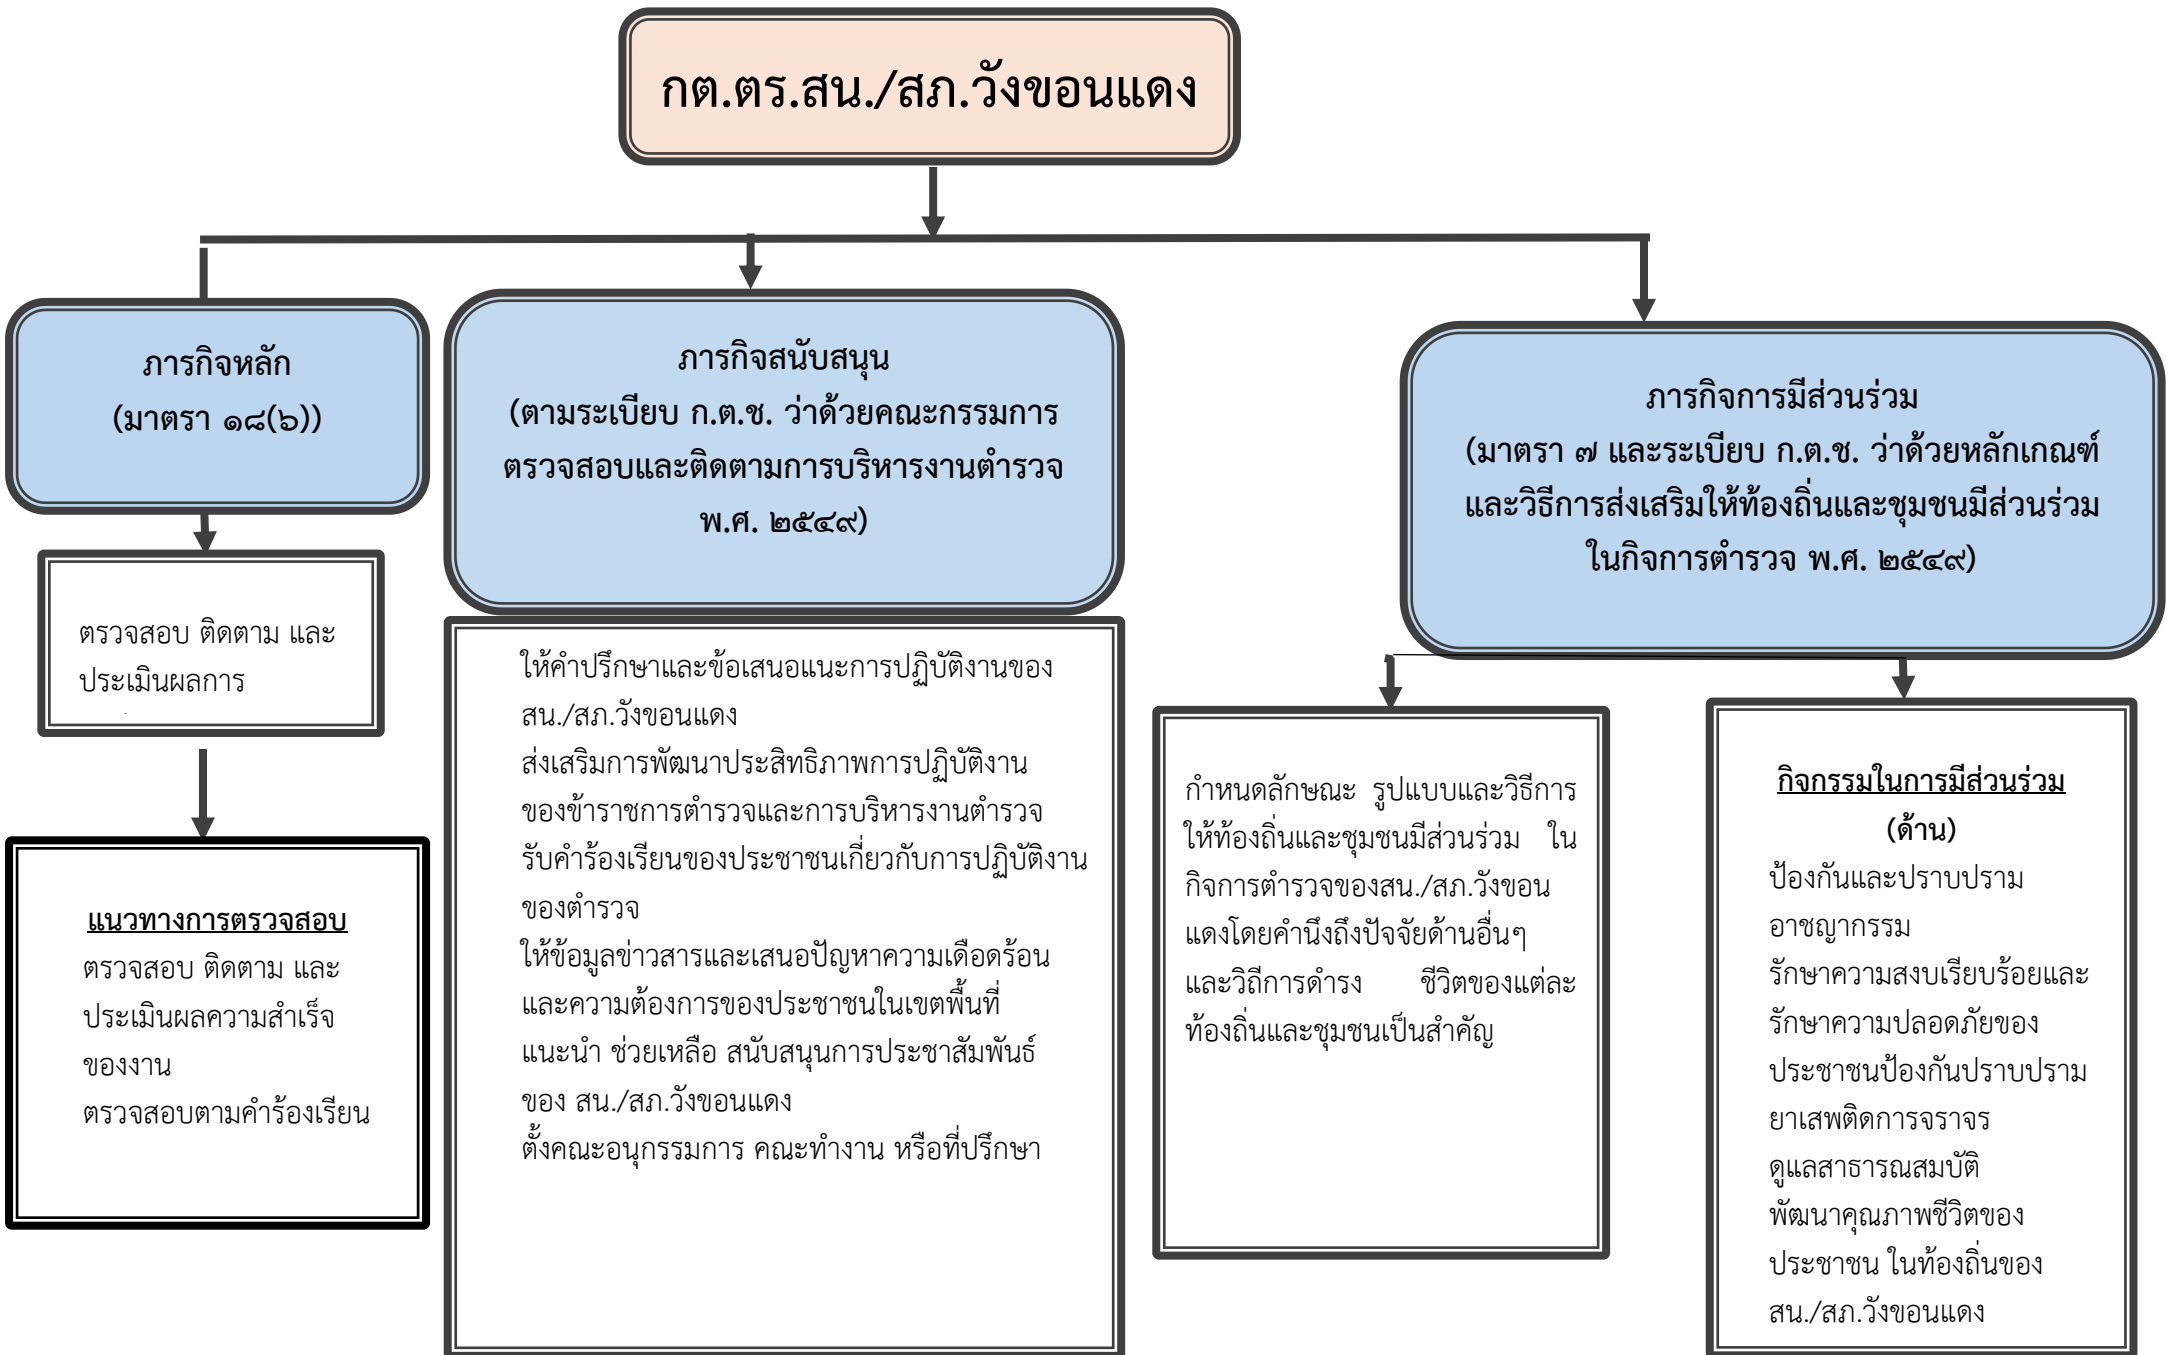 กต.ตร.สน./สภ.วังขอนแดง
ภารกิจหลัก
(มาตรา ๑๘(๖))
ตรวจสอบ ติดตาม และ
ประเมินผลการ
แนวทางการตรวจสอบ
ตรวจสอบ ติดตาม และ
ประเมินผลความสำเร็จ
ของงาน
ตรวจสอบตามคำร้องเรียน
ภารกิจสนับสนุน
(ตามระเบียบ ก.ต.ช. ว่าด้วยคณะกรรมการ
ตรวจสอบและติดตามการบริหารงานตำรวจ
พ.ศ. ๒๕๔๙)
ให้คำปรึกษาและข้อเสนอแนะการปฏิบัติงานของ
สน./สภ.วังขอนแดง
ส่งเสริมการพัฒนาประสิทธิภาพการปฏิบัติงาน
ของข้าราชการตำรวจและการบริหารงานตำรวจ
รับคำร้องเรียนของประชาชนเกี่ยวกับการปฏิบัติงาน
ของตำรวจ
ให้ข้อมูลข่าวสารและเสนอปัญหาความเดือดร้อน
และความต้องการของประชาชนในเขตพื้นที่
แนะนำ ช่วยเหลือ สนับสนุนการประชาสัมพันธ์
ของ สน./สภ.วังขอนแดง
ตั้งคณะอนุกรรมการ คณะทำงาน หรือที่ปรึกษา
ภารกิจการมีส่วนร่วม
(มาตรา ๗ และระเบียบ ก.ต.ช. ว่าด้วยหลักเกณฑ์
และวิธีการส่งเสริมให้ท้องถิ่นและชุมชนมีส่วนร่วม
ในกิจการตำรวจ พ.ศ. ๒๕๔๙)
กำหนดลักษณะ รูปแบบและวิธีการ
ให้ท้องถิ่นและชุมชนมีส่วนร่วม ใน
กิจการตำรวจของสน./สภ.วังขอน
แดงโดยคำนึงถึงปัจจัยด้านอื่นๆ
และวิถีการดำรง ชีวิตของแต่ละ
ท้องถิ่นและชุมชนเป็นสำคัญ
กิจกรรมในการมีส่วนร่วม
(ด้าน)
ป้องกันและปราบปราม
อาชญากรรม
รักษาความสงบเรียบร้อยและ
รักษาความปลอดภัยของ
ประชาชนป้องกันปราบปราม
ยาเสพติดการจราจร
ดูแลสาธารณสมบัติ
พัฒนาคุณภาพชีวิตของ
ประชาชน ในท้องถิ่นของ
สน./สภ.วังขอนแดง